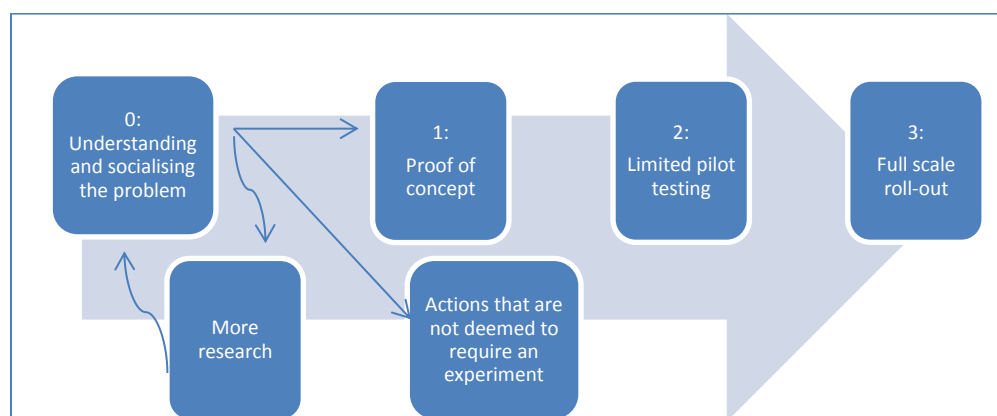 0:
Understanding
and socialising
the problem
1:
Proof of
concept
2:
Limited pilot
testing
3:
Full scale
roll-out
More
research
Actions that are
not deemed to
require an
experiment